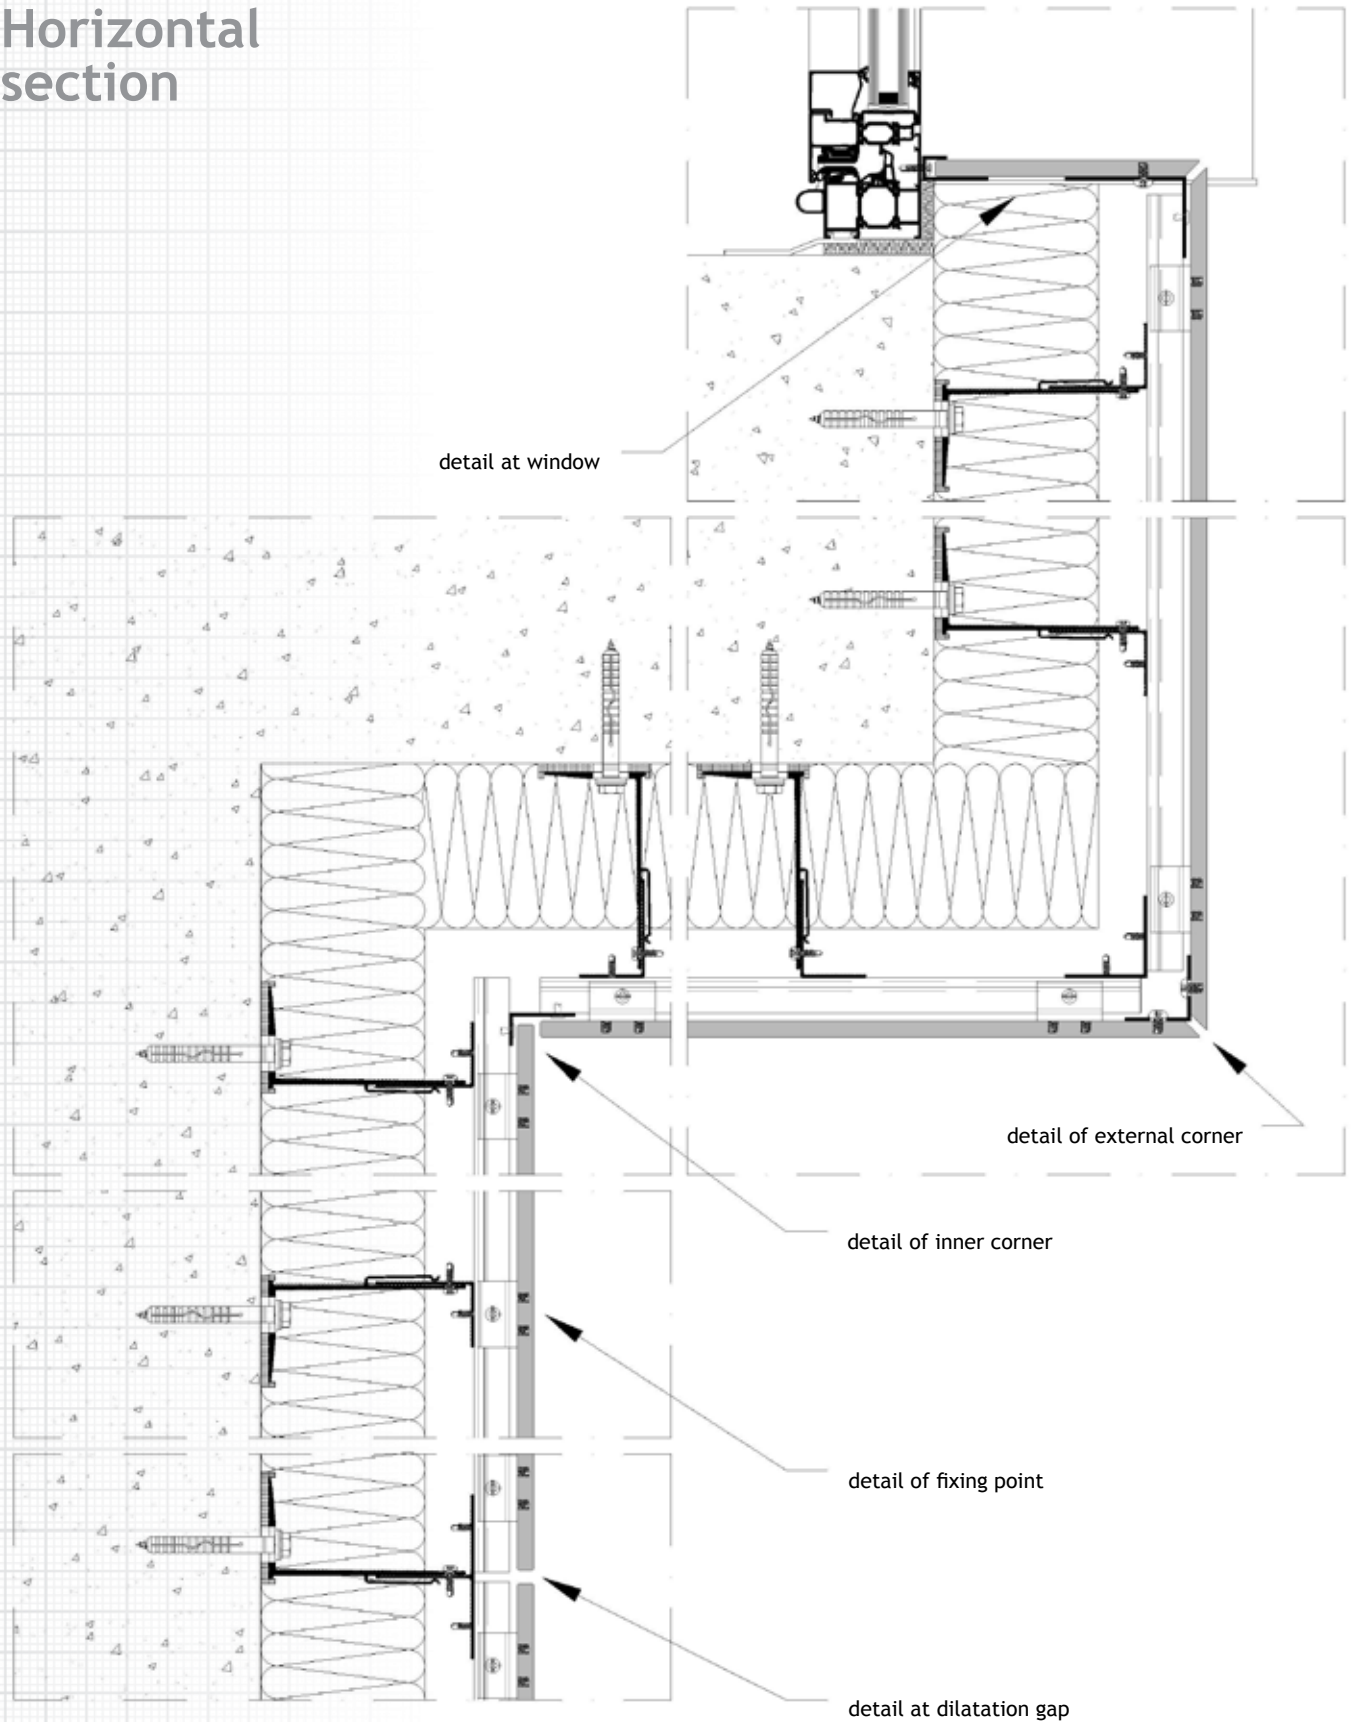 Horizontal
section
detail at window
detail of external corner
detail of inner corner
detail of fixing point
detail at dilatation gap